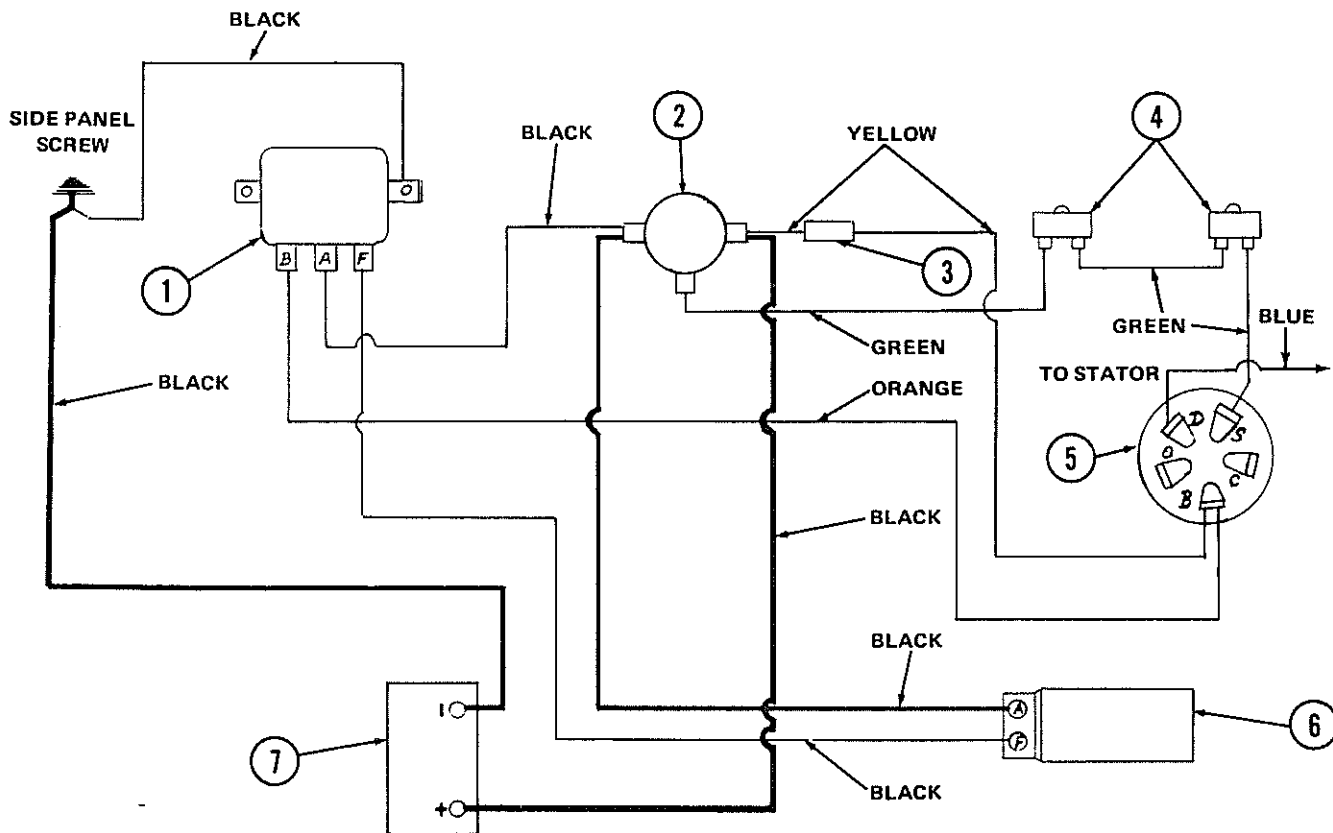 BLACK
SIDE PANEL
SCREW
2
BLACK
YELLOW
4
O
O
B
A
F
1
3
GREEN
BLUE
GREEN
BLACK
ORANGE
TO STATOR
D
S
O
C
B
5
BLACK
BLACK
I
A
F
6
7
+
BLACK